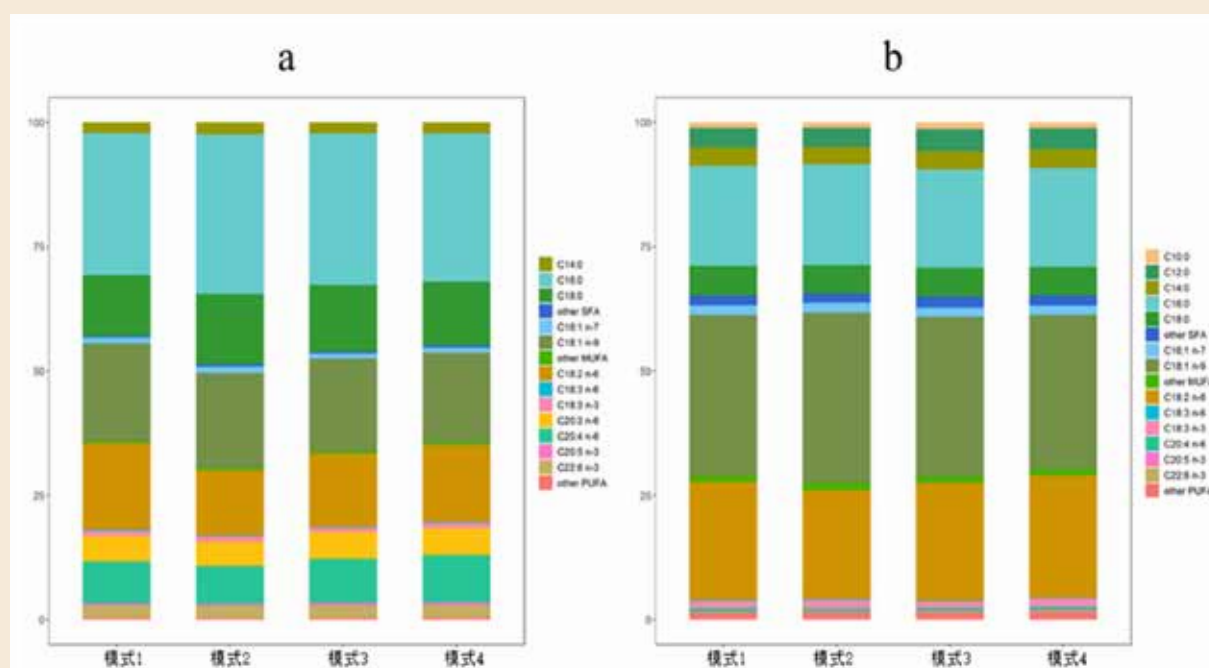 a
b
100
75
50
25
0
模式1 模式2 模式3 模式4
C14:0
C16:0
C18:0
other SFA
C18:1 n-7
C18:1 n-9
other MUFA
C18:2 n-6
C18:3 n-6
C18:3 n-3
C20:3 n-6
C20:4 n-6
C20:5 n-3
C22:6 n-3
other PUFA
100
75
50
25
0
模式1 模式2 模式3 模式4
C10:0
C12:0
C14:0
C16:0
C18:0
other SFA
C18:1 n-9
other MUFA
C18:2 n-6
C18:3 n-6
C18:3 n-3
C20:4 n-6
C20:5 n-3
C22:6 n-3
other PUFA